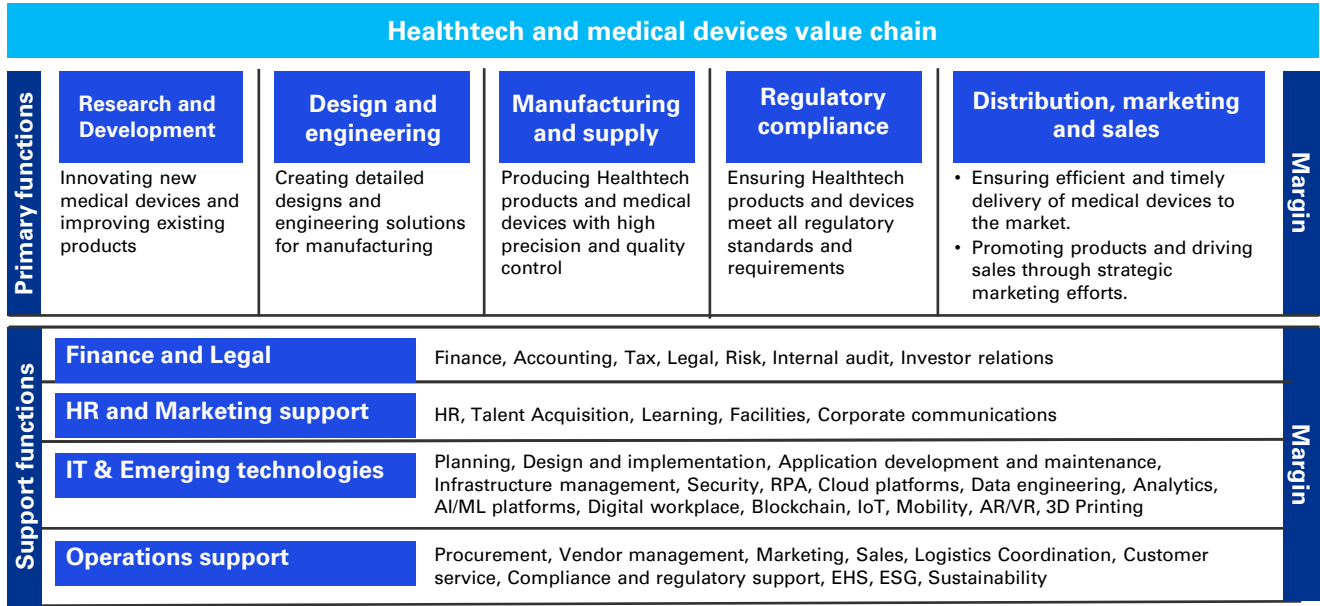 Healthtech and medical devices value chain
Primary functions
Research and
Development
Innovating new
medical devices and
improving existing
products
Design and
engineering
Creating detailed
designs and
engineering solutions
for manufacturing
Manufacturing
and supply
Producing Healthtech
products and medical
devices with high
precision and quality
control
Regulatory
compliance
Ensuring Healthtech
products and devices
meet all regulatory
standards and
requirements
Distribution, marketing
and sales
• Ensuring efficient and timely
delivery of medical devices to
the market.
• Promoting products and driving
sales through strategic
marketing efforts.
Margin
Support functions
Finance and Legal
Finance, Accounting, Tax, Legal, Risk, Internal audit, Investor relations
HR and Marketing support
HR, Talent Acquisition, Learning, Facilities, Corporate communications
IT & Emerging technologies
Planning, Design and implementation, Application development and maintenance,
Infrastructure management, Security, RPA, Cloud platforms, Data engineering, Analytics,
AI/ML platforms, Digital workplace, Blockchain, IoT, Mobility, AR/VR, 3D Printing
Operations support
Procurement, Vendor management, Marketing, Sales, Logistics Coordination, Customer
service, Compliance and regulatory support, EHS, ESG, Sustainability
Margin